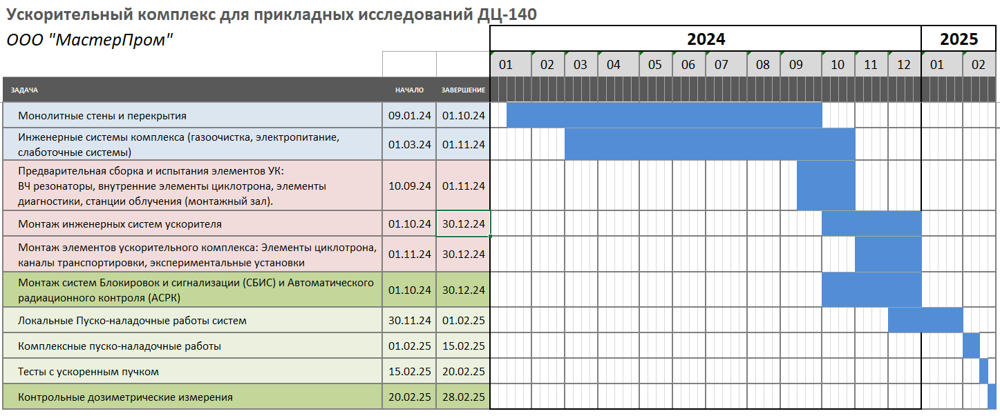 Ускорительный комплекс для прикладных исследований ДЦ-140
ООО "МастерПром"
2024 2025
01 02 03 04 05 06 07 08 09 10 11 12 01 02
ЗАДАЧА НАЧАЛО ЗАВЕРШЕНИЕ
Монолитные стены и перекрытия 09.01.24 01.10.24
Инженерные системы комплекса (газоочистка, электропитание,
слаботочные системы) 01.03.24 01.11.24
Предварительная сборка и испытания элементов УК:
ВЧ резонаторы, внутренние элементы циклотрона, элементы 10.09.24 01.11.24
диагностики, станции облучения (монтажный зал).
Монтаж инженерных систем ускорителя 01.10.24 30.12.24
Монтаж элементов ускорительного комплекса: Элементы циклотрона,
каналы транспортировки, экспериментальные установки 01.11.24 30.12.24
Монтаж систем Блокировок и сигнализации (СБИС) и Автоматического
радиационного контроля (АСРК) 01.10.24 30.12.24
Локальные Пуско-наладочные работы систем 30.11.24 01.02.25
Комплексные пуско-наладочные работы 01.02.25 15.02.25
Тесты с ускоренным пучком 15.02.25 20.02.25
Контрольные дозиметрические измерения 20.02.25 28.02.25